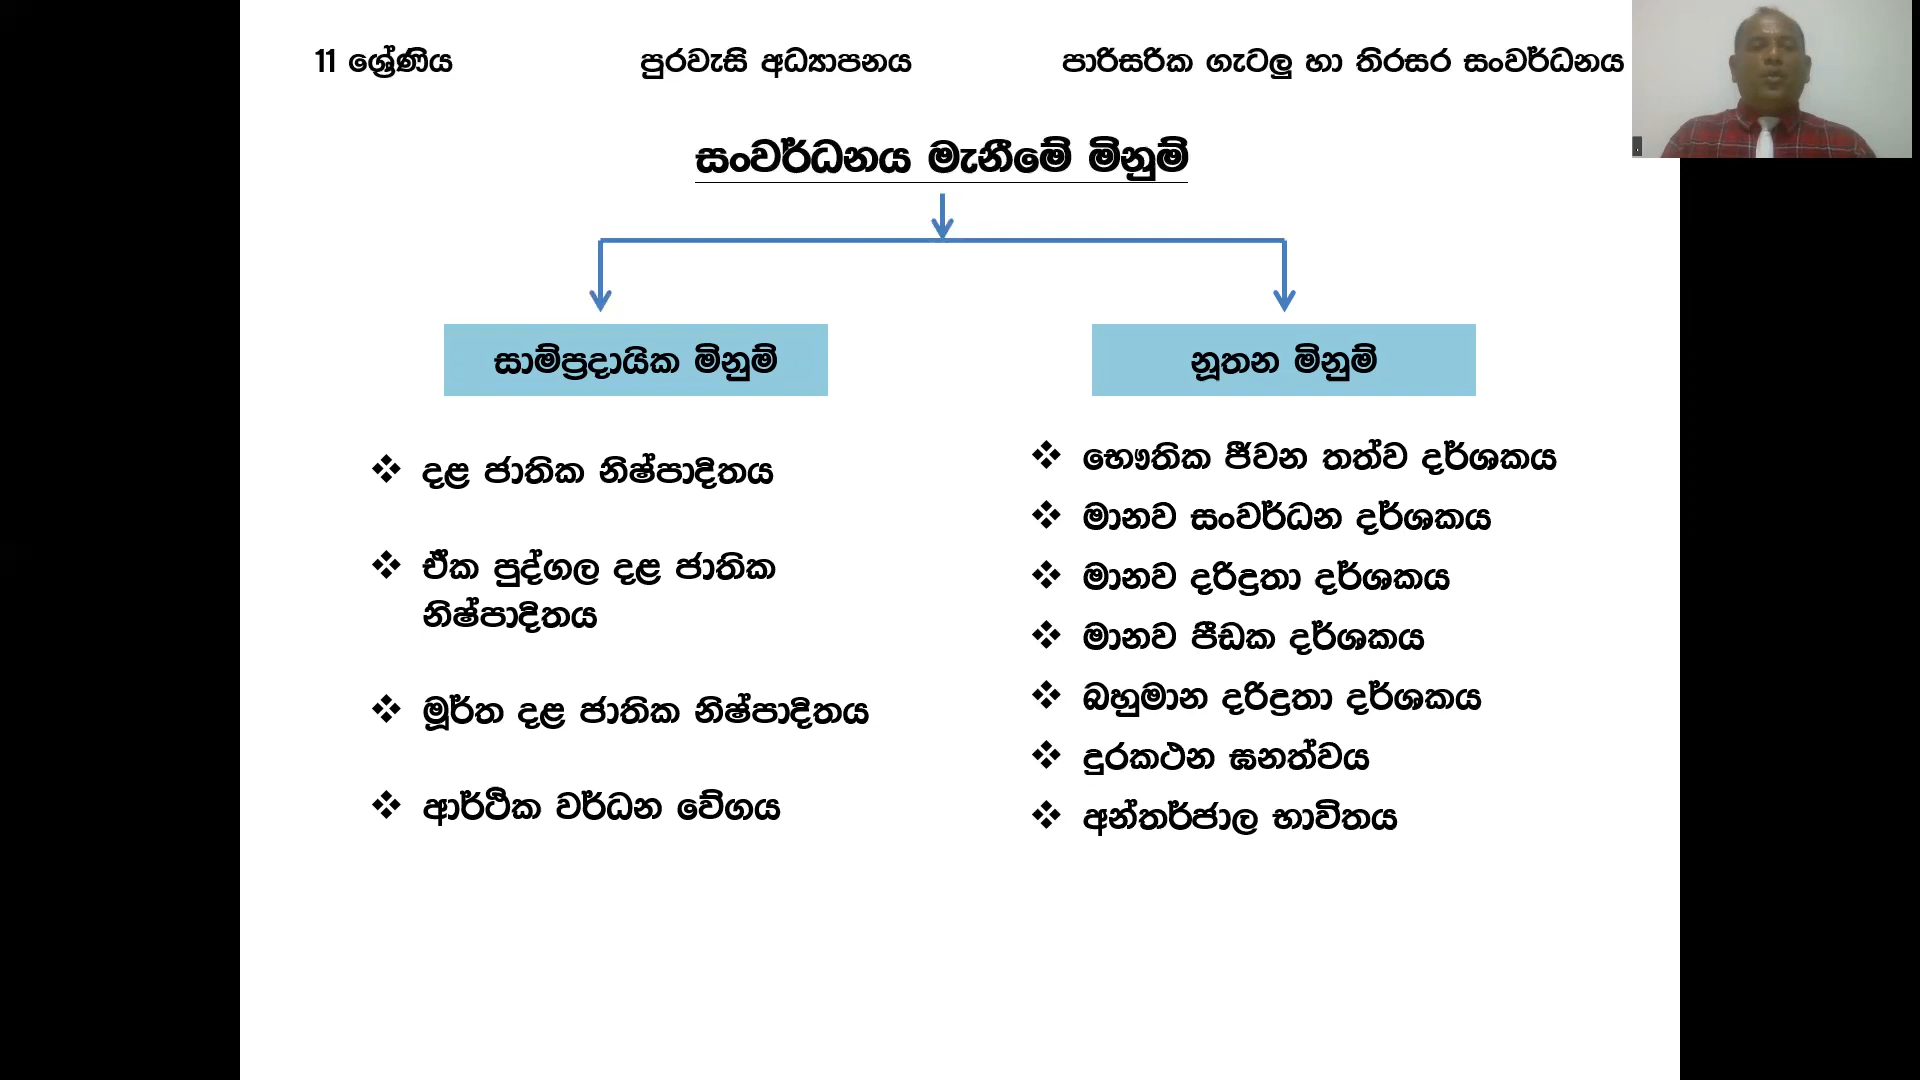 11 ශ්‍රේණිය
පුරවැසි අධ්‍යාපනය
පාරිසරික ගැටලු හා තිරසර සංවර්ධනය
සංවර්ධනය මැනීමේ මිනුම්
සාම්ප්‍රදායික මිනුම්
දළ ජාතික නිෂ්පාදිතය
ඒක පුද්ගල දළ ජාතික
නිෂ්පාදිතය
මූර්ත දළ ජාතික නිෂ්පාදිතය
ආර්ථික වර්ධන වේගය
නූතන මිනුම්
භෞතික ජීවන තත්ව දර්ශකය
මානව සංවර්ධන දර්ශකය
මානව දරිද්‍රතා දර්ශකය
මානව පීඩක දර්ශකය
බහුමාන දරිද්‍රතා දර්ශකය
දුරකථන ඝනත්වය
අන්තර්ජාල භාවිතය